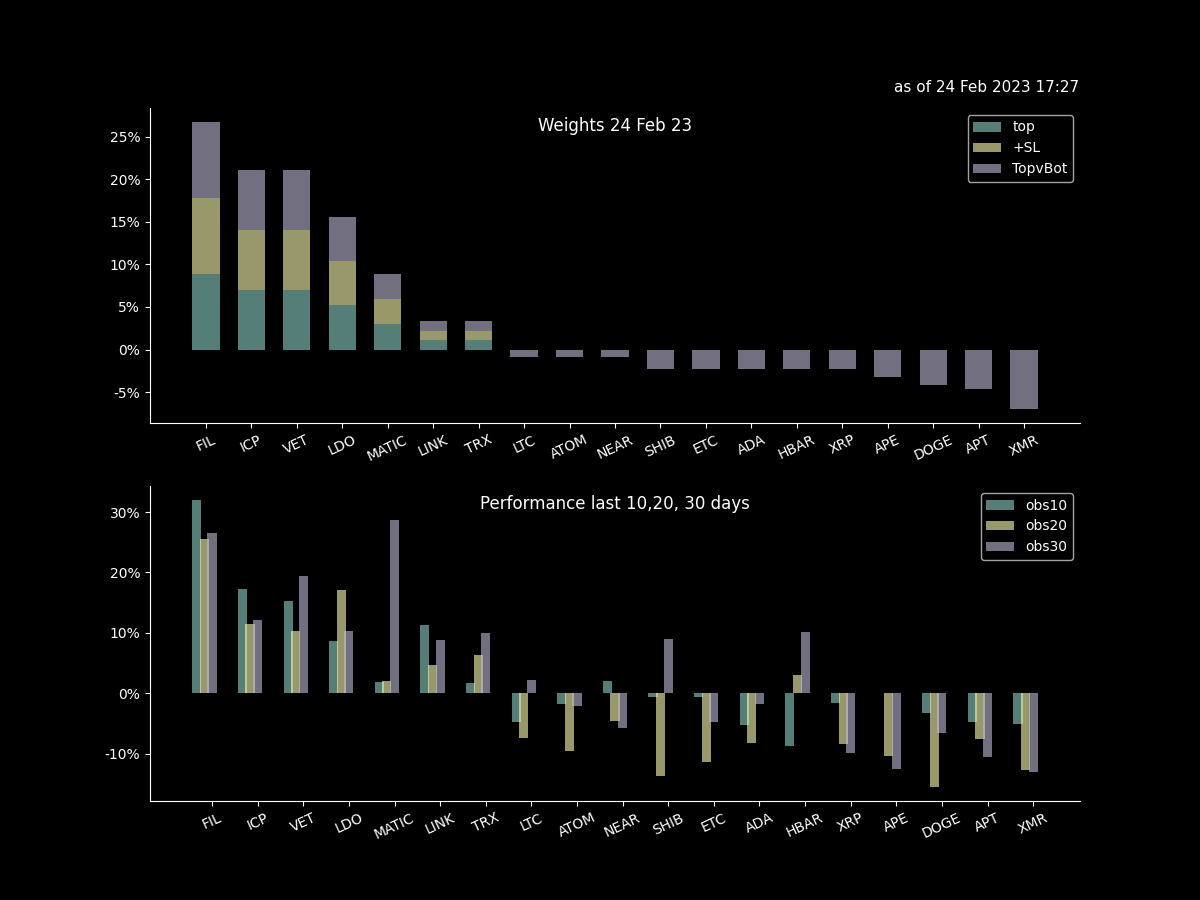 as of 24 Feb 2023 17:27
Weights 24 Feb 23
top
+SL
TopvBot
25%
20%
15%
10%
5%
0%
-5%
FIL ICP VET LDO MATIC LINK TRX LTC ATOM NEAR SHIB ETC ADA HBAR XRP APE DOGE APT XMR
Performance last 10,20, 30 days
obs10
obs20
obs30
30%
20%
10%
0%
-10%
FIL ICP VET LDO MATIC LINK TRX LTC ATOM NEAR SHIB ETC ADA HBAR XRP APE DOGE APT XMR